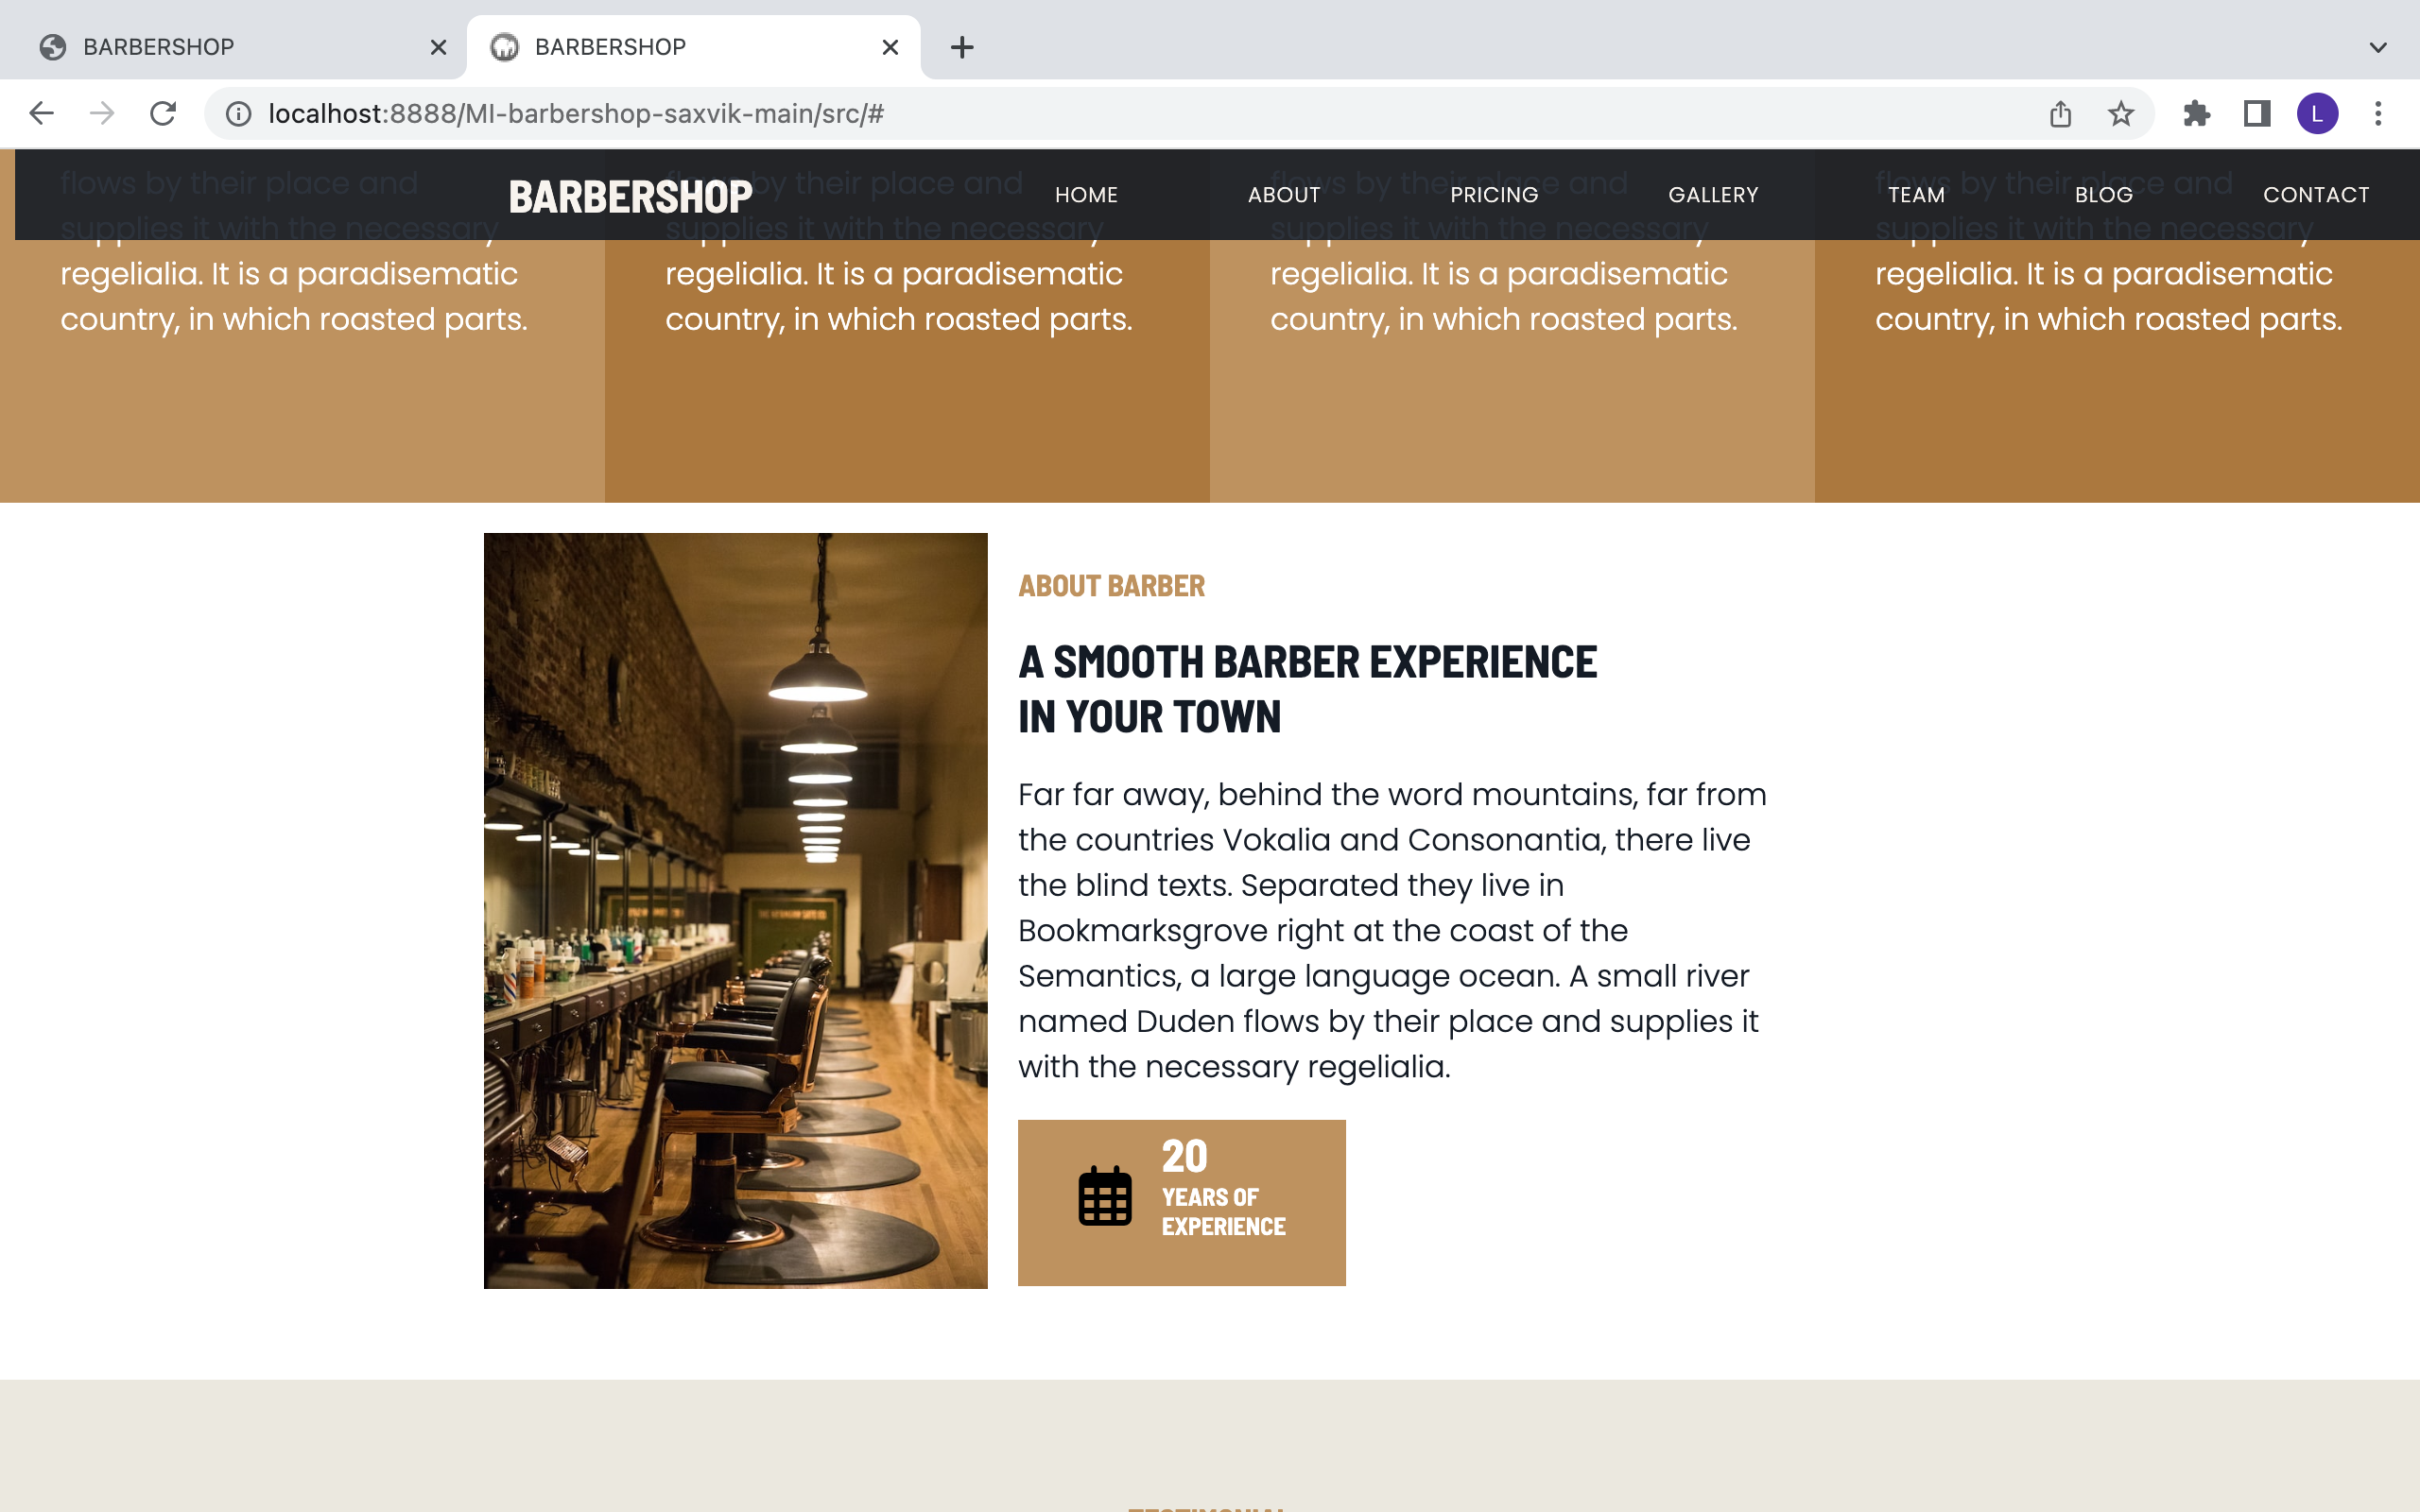 BARBERSHOP
BARBERSHOP
localhost:8888/MI-barbershop-saxvik-main/src/#
BARBERSHOP HOME ABOUT PRICING GALLERY TEAM BLOG CONTACT
flows by their place and
supplies it with the necessary
regelialia. It is a paradisematic
country, in which roasted parts.
flows by their place and
supplies it with the necessary
regelialia. It is a paradisematic
country, in which roasted parts.
flows by their place and
supplies it with the necessary
regelialia. It is a paradisematic
country, in which roasted parts.
flows by their place and
supplies it with the necessary
regelialia. It is a paradisematic
country, in which roasted parts.
ABOUT BARBER
A SMOOTH BARBER EXPERIENCE
IN YOUR TOWN
Far far away, behind the word mountains, far from
the countries Vokalia and Consonantia, there live
the blind texts. Separated they live in
Bookmarksgrove right at the coast of the
Semantics, a large language ocean. A small river
named Duden flows by their place and supplies it
with the necessary regelialia.
20
YEARS OF
EXPERIENCE
TESTIMONIAL
L